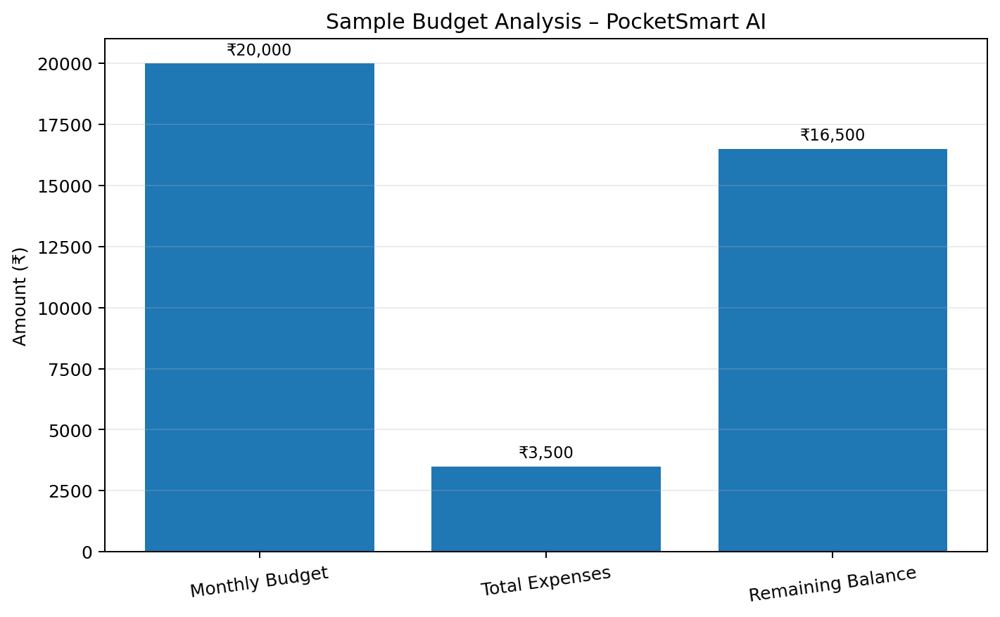 Sample Budget Analysis – PocketSmart AI
₹20,000
₹16,500
₹3,500
Amount (₹)
20000
17500
15000
12500
10000
7500
5000
2500
0
Monthly Budget
Total Expenses
Remaining Balance